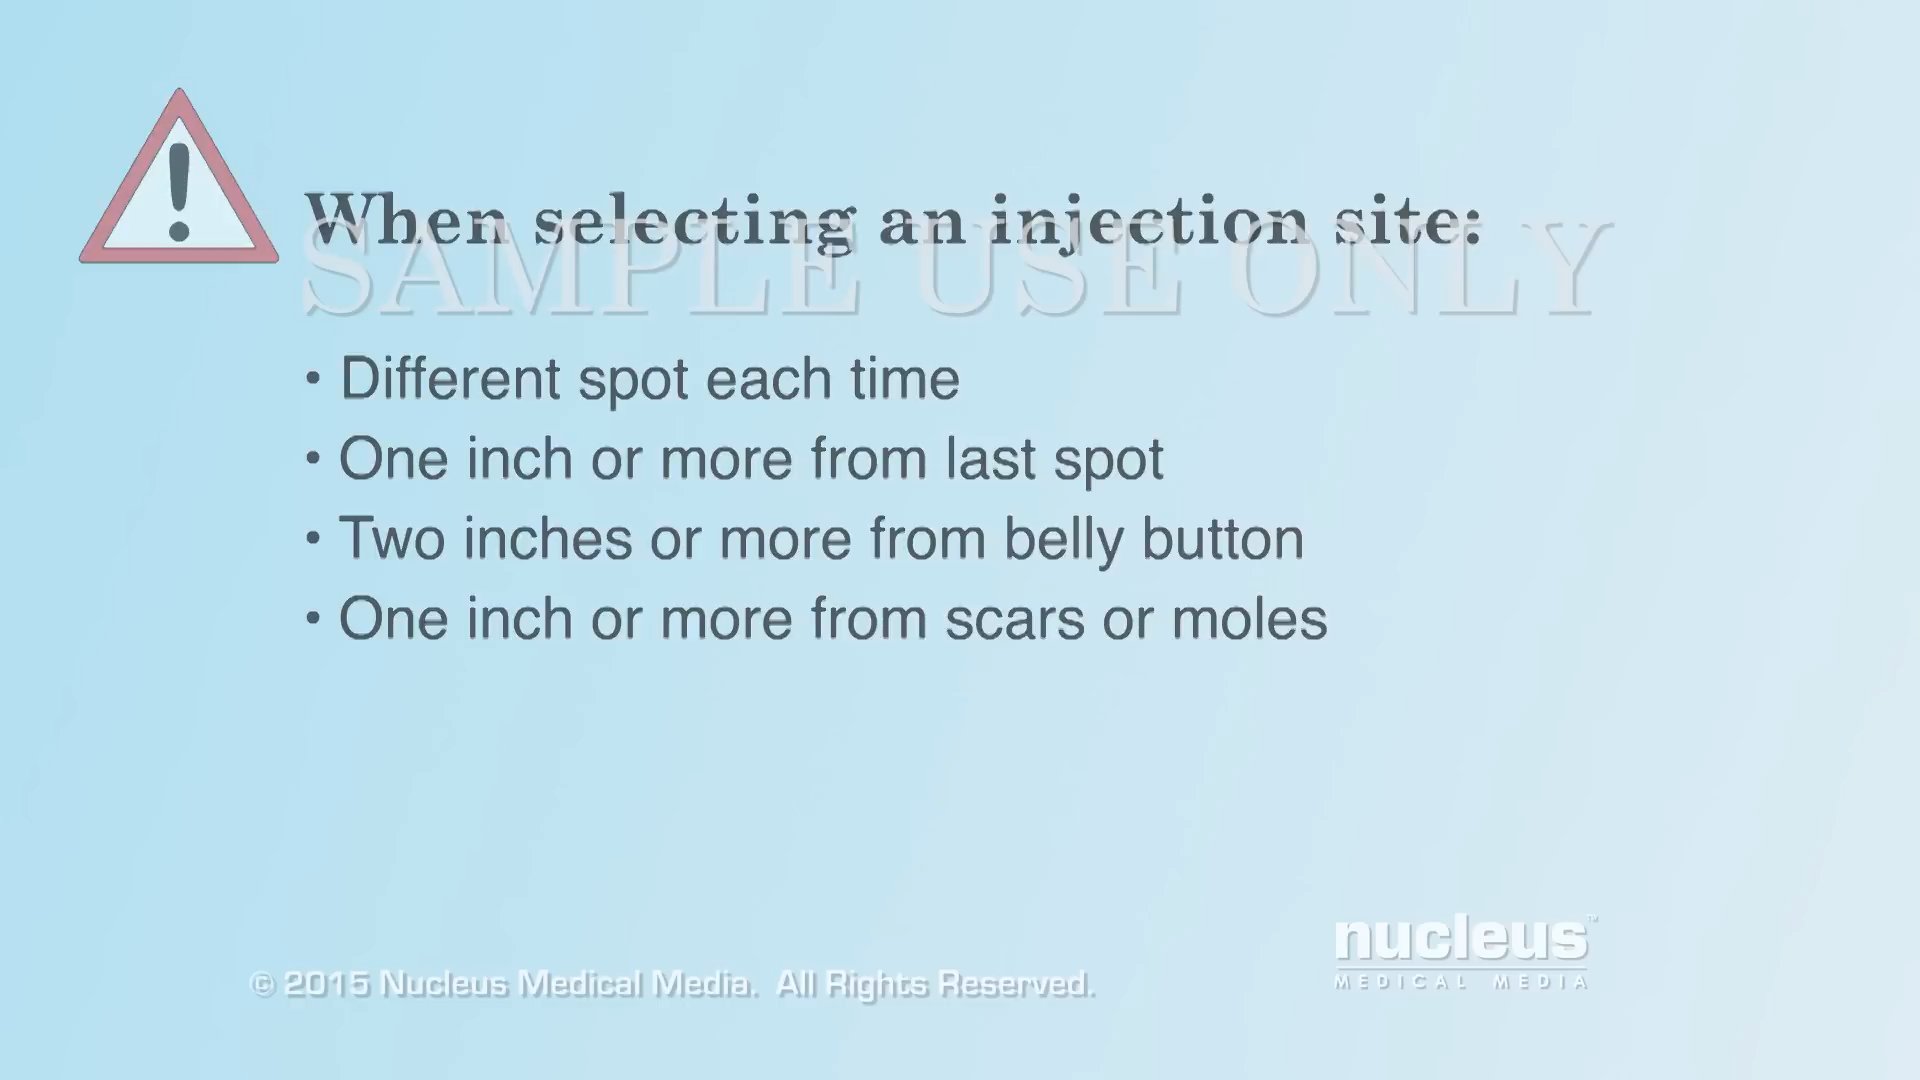 When selecting an injection site:
SAMPLE USE ONLY
• Different spot each time
• One inch or more from last spot
• Two inches or more from belly button
• One inch or more from scars or moles
nucleus™
MEDICAL MEDIA
© 2015 Nucleus Medical Media. All Rights Reserved.